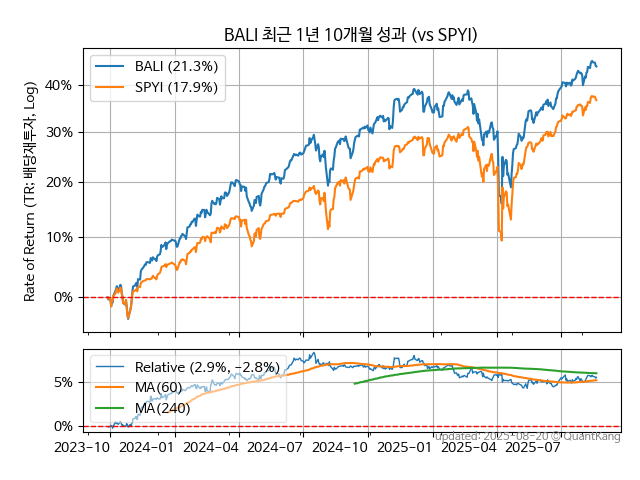 BALI 최근 1년 10개월 성과 (vs SPYI)
Rate of Return (TR; 배당재투자, Log)
BALI (21.3%)
SPYI (17.9%)
40%
30%
20%
10%
0%
Relative (2.9%, −2.8%)
MA(60)
MA(240)
5%
0%
2023-10 2024-01 2024-04 2024-07 2024-10 2025-01 2025-04 2025-07
updated: 2025-08-20 © QuantKang